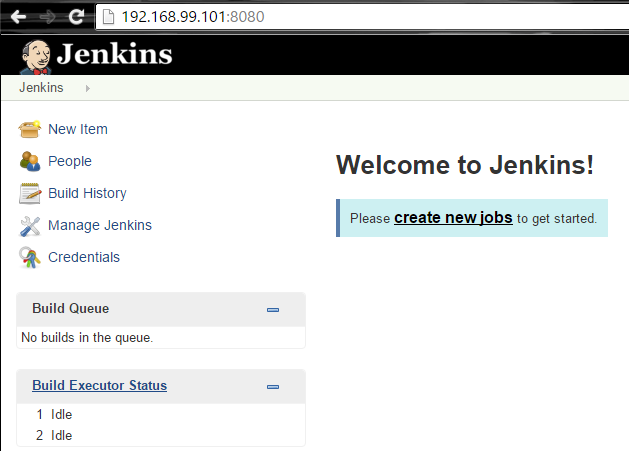 192.168.99.101:8080
Jenkins
Jenkins
New Item
People
Build History
Manage Jenkins
Credentials
Build Queue
No builds in the queue.
Build Executor Status
1 Idle
2 Idle
Welcome to Jenkins!
Please create new jobs to get started.